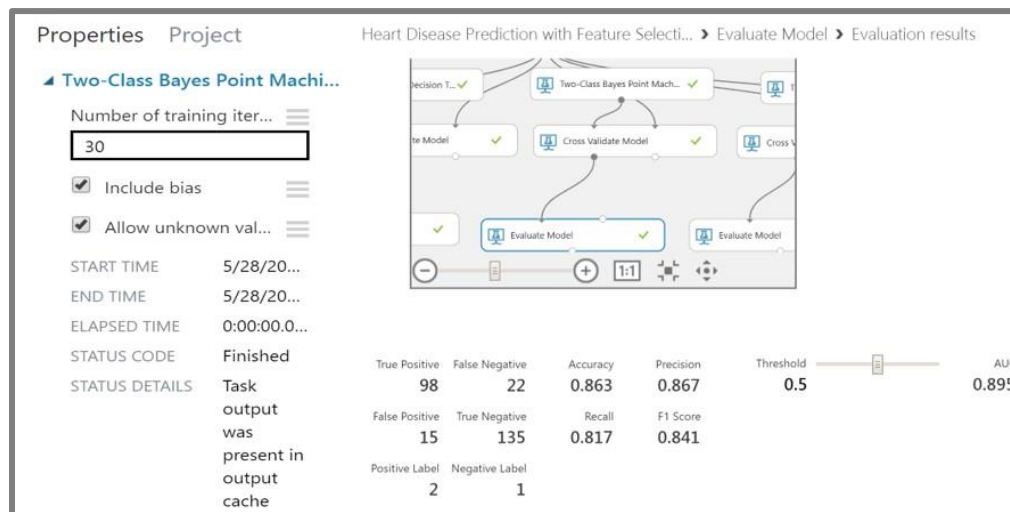 Properties Project
Heart Disease Prediction with Feature Selecti... › Evaluate Model › Evaluation results
Two-Class Bayes Point Machi...
Number of training iter...
30
Include bias
Allow unknown val...
START TIME 5/28/20...
END TIME 5/28/20...
ELAPSED TIME 0:00:00.0...
STATUS CODE Finished
STATUS DETAILS Task
output
was
present in
output
cache
ecision T... Two-Class Bayes Point Mach...
te Model Cross Validate Model Cross V
Evaluate Model Evaluate Model
1:1
True Positive False Negative Accuracy Precision Threshold AU
98 22 0.863 0.867 0.5 0.895
False Positive True Negative Recall F1 Score
15 135 0.817 0.841
Positive Label Negative Label
2 1